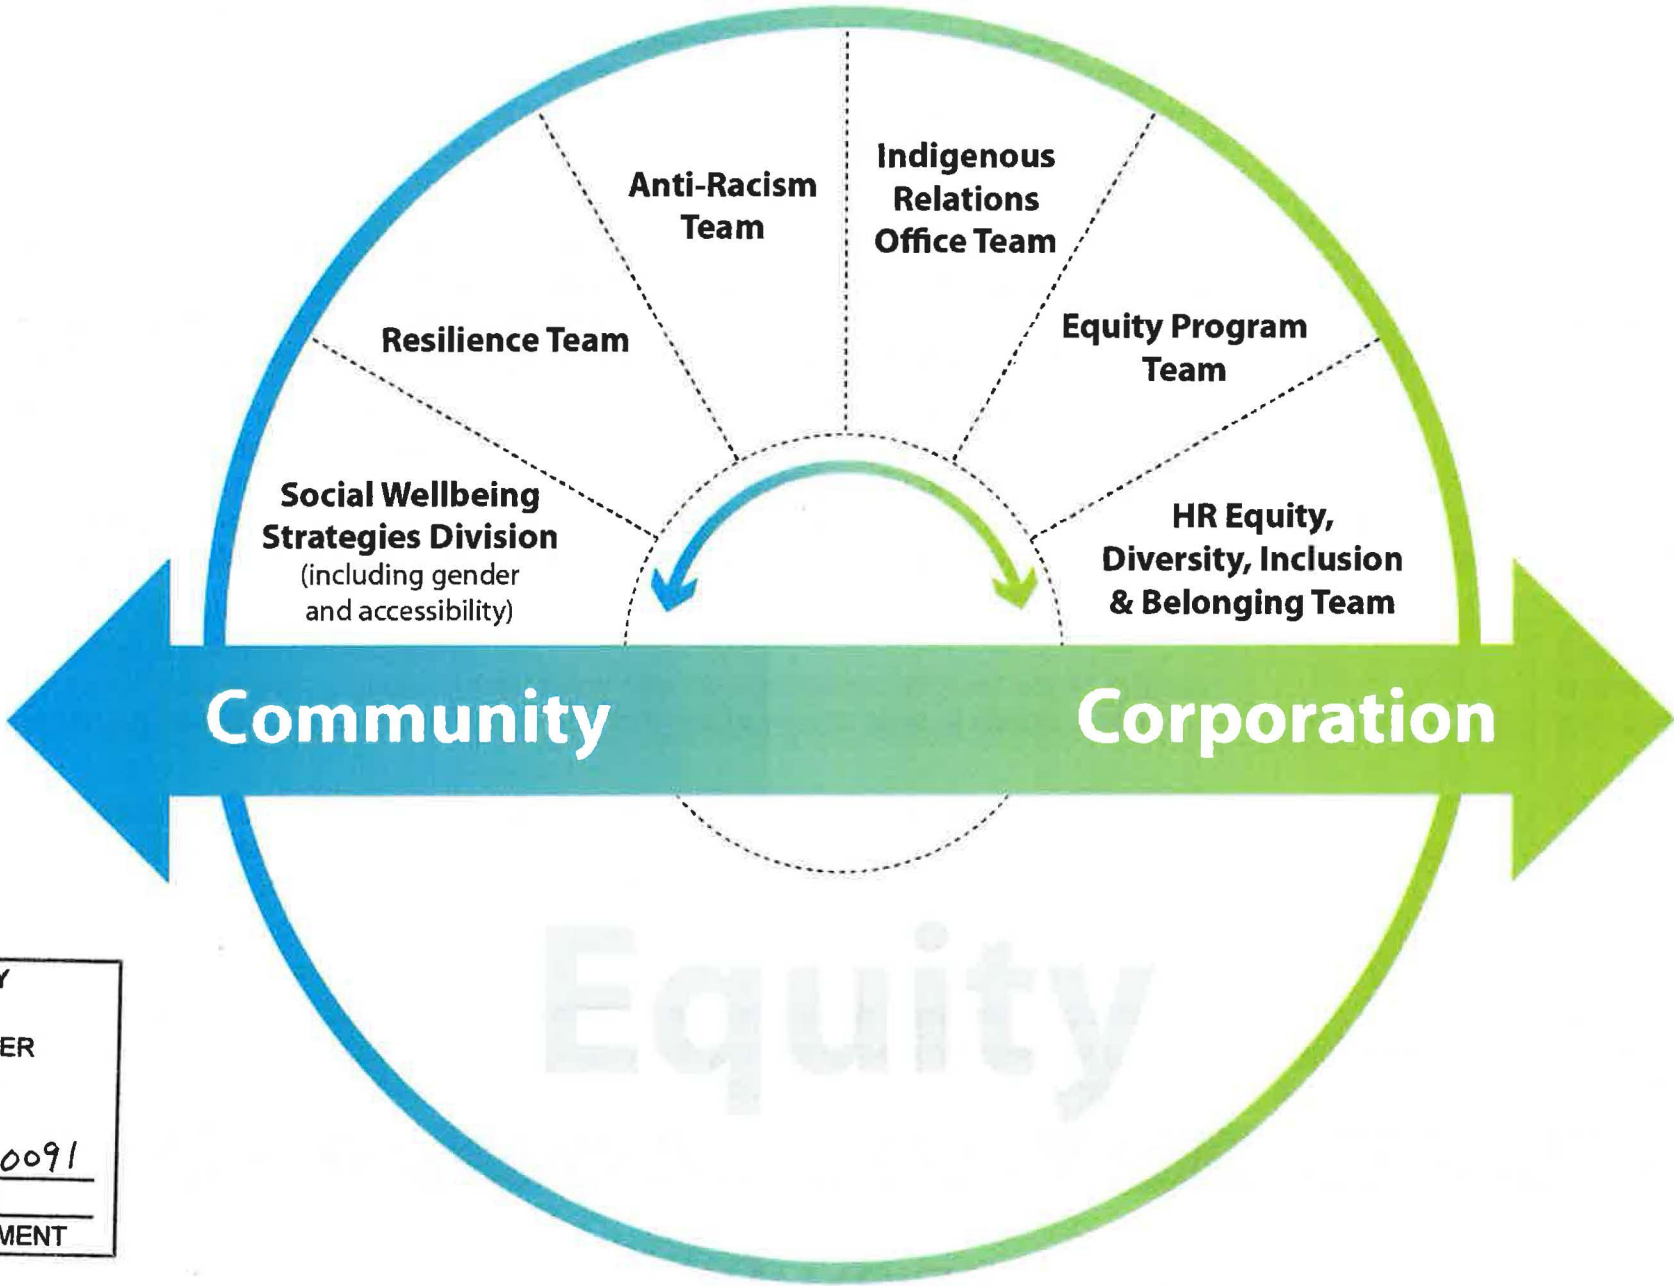 Indigenous
Relations
Office Team
Anti-Racism
Team
Resilience Team
Equity Program
Team
Social Wellbeing
Strategies Division
(including gender
and accessibility)
HR Equity,
Diversity, Inclusion
& Belonging Team
Community
Corporation
Equity
Y
ER
0091
MENT